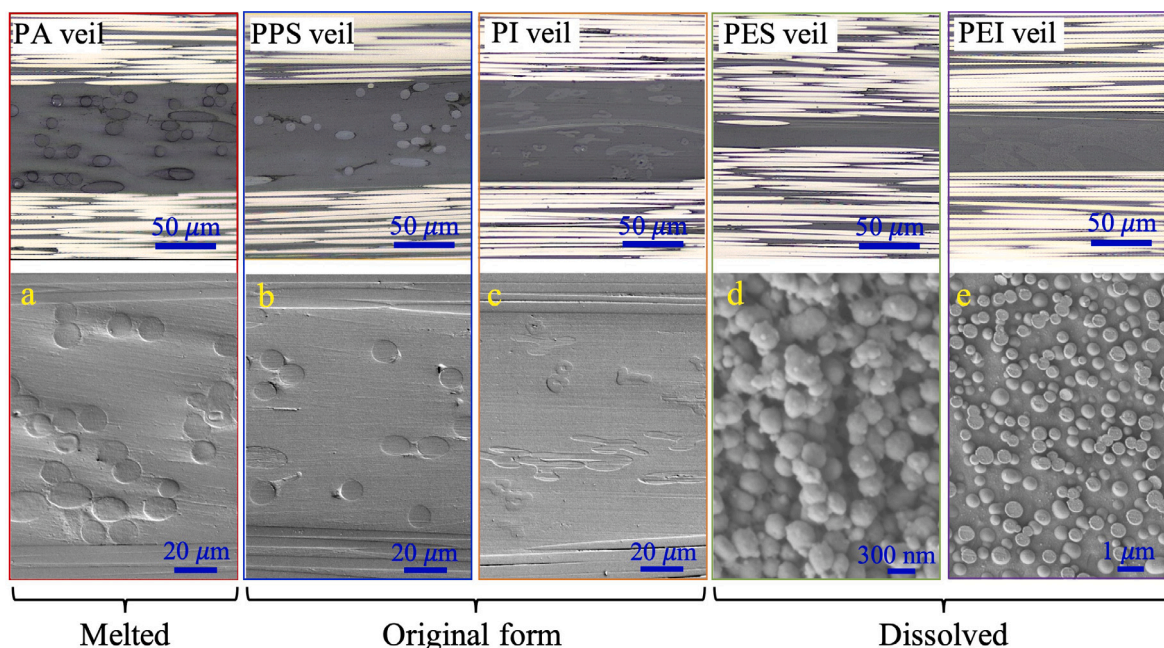 PA veil
PPS veil
PI veil
PES veil
PEI veil
50 µm
50 µm
50 µm
50 µm
50 µm
a
b
c
d
e
20 µm
20 µm
20 µm
300 nm
1 µm
Melted
Original form
Dissolved